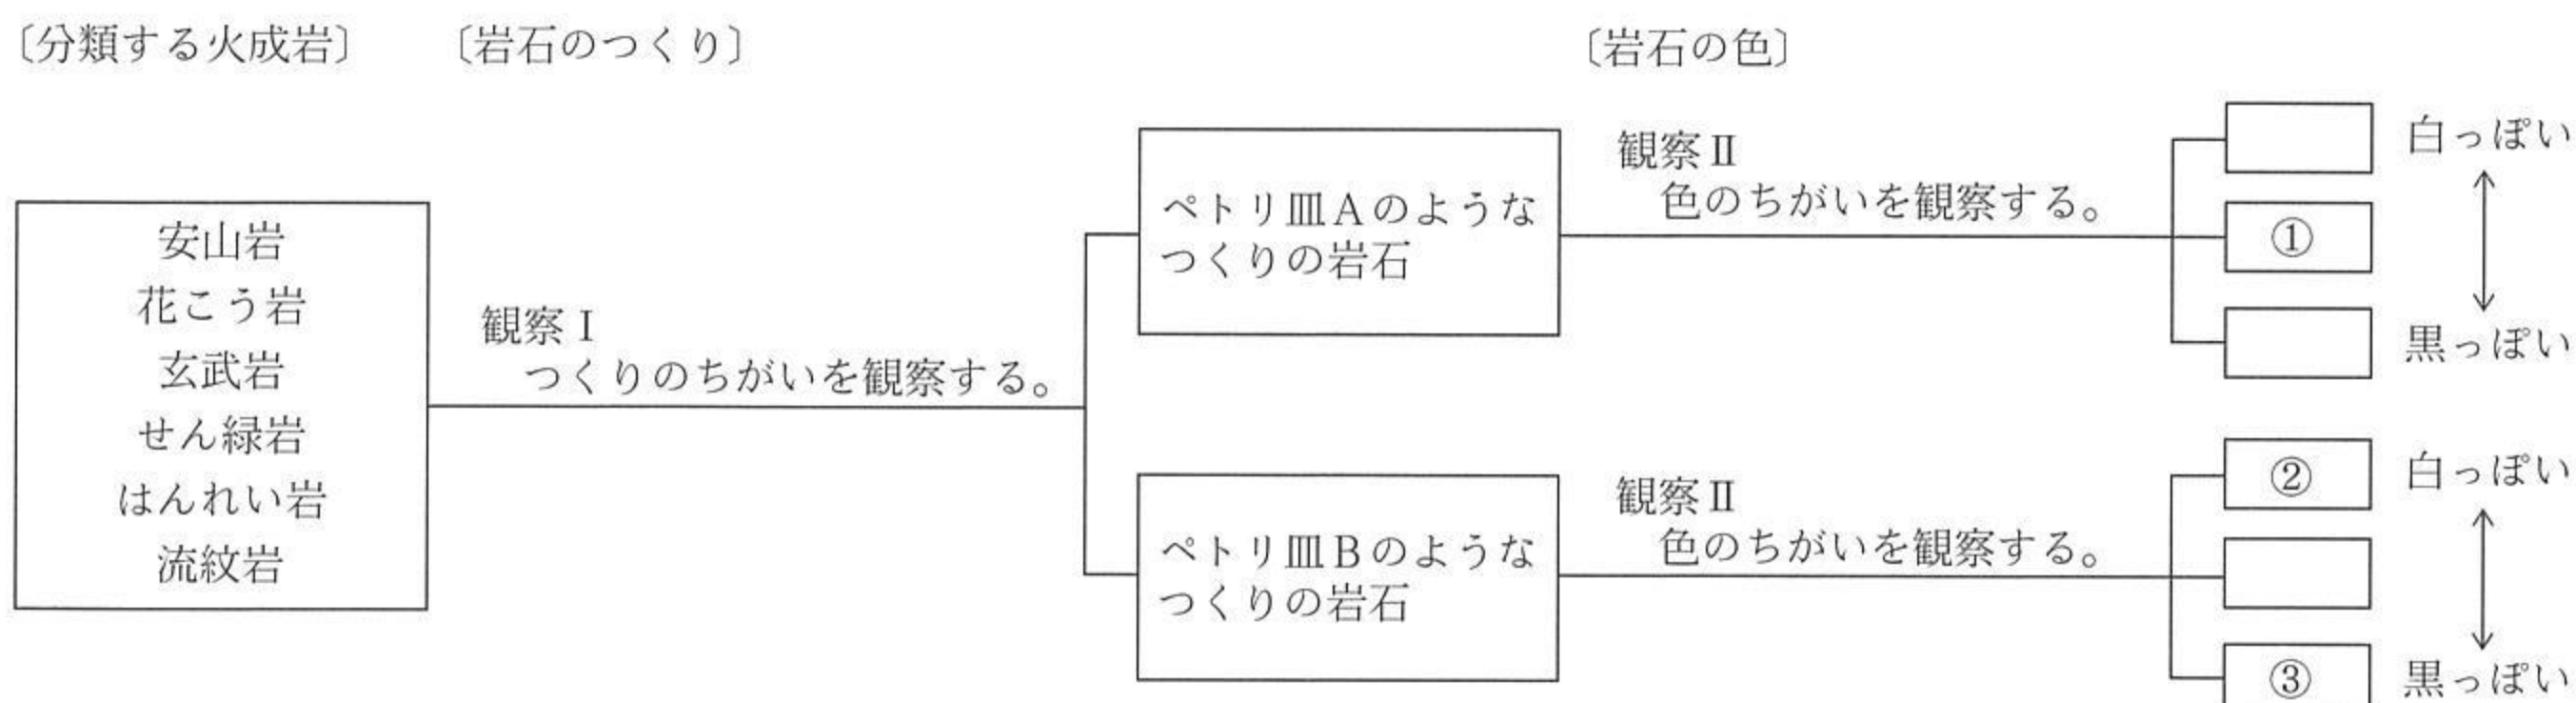 〔分類する火成岩〕
〔岩石のつくり〕
〔岩石の色〕
安山岩
花こう岩
玄武岩
せん緑岩
はんれい岩
流紋岩
観察Ⅰ
つくりのちがいを観察する。
ペトリ皿Aのような
つくりの岩石
観察Ⅱ
色のちがいを観察する。
白っぽい
①
黒っぽい
ペトリ皿Bのような
つくりの岩石
観察Ⅱ
色のちがいを観察する。
②
白っぽい
③
黒っぽい